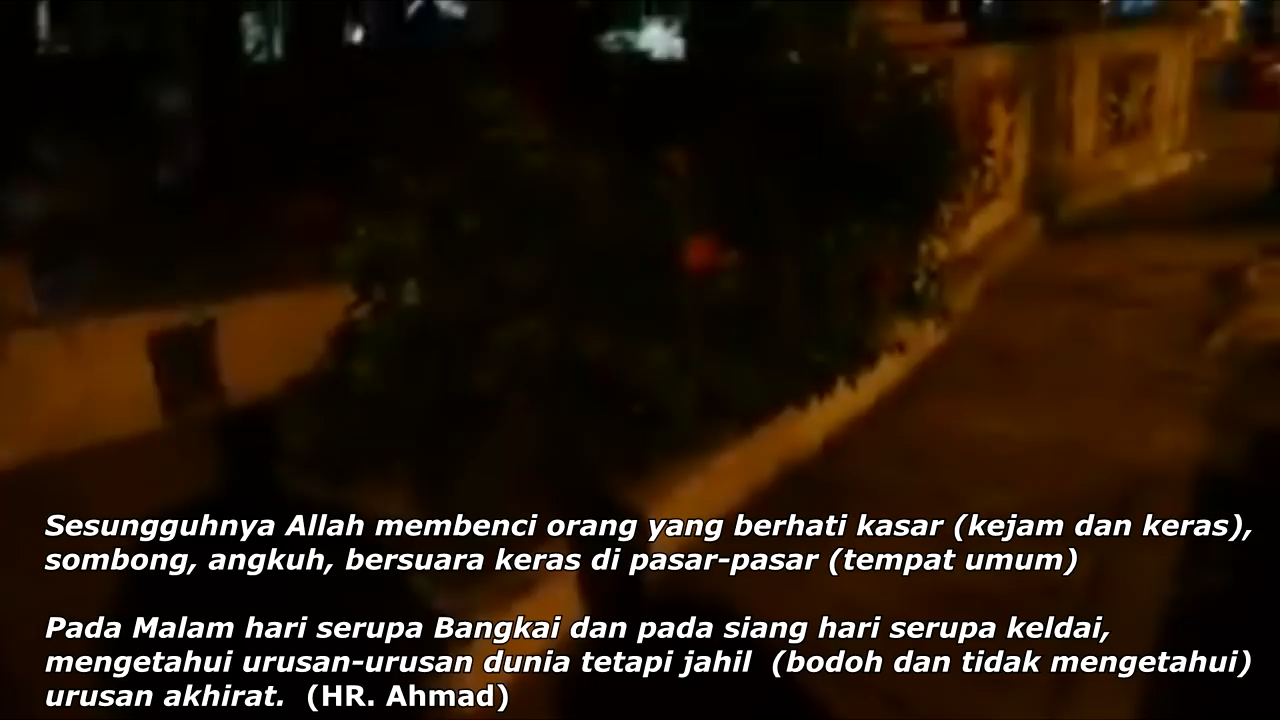 Sesungguhnya Allah membenci orang yang berhati kasar (kejam dan keras),
sombong, angkuh, bersuara keras di pasar-pasar (tempat umum)
Pada Malam hari serupa Bangkai dan pada siang hari serupa keldai,
mengetahui urusan-urusan dunia tetapi jahil  (bodoh dan tidak mengetahui)
urusan akhirat.  (HR. Ahmad)